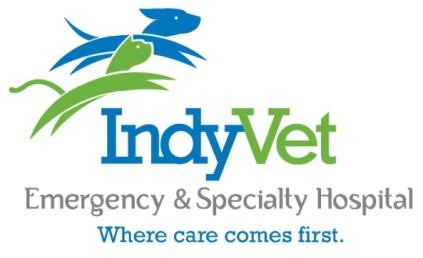 IndyVet
Emergency & Specialty Hospital
Where care comes first.